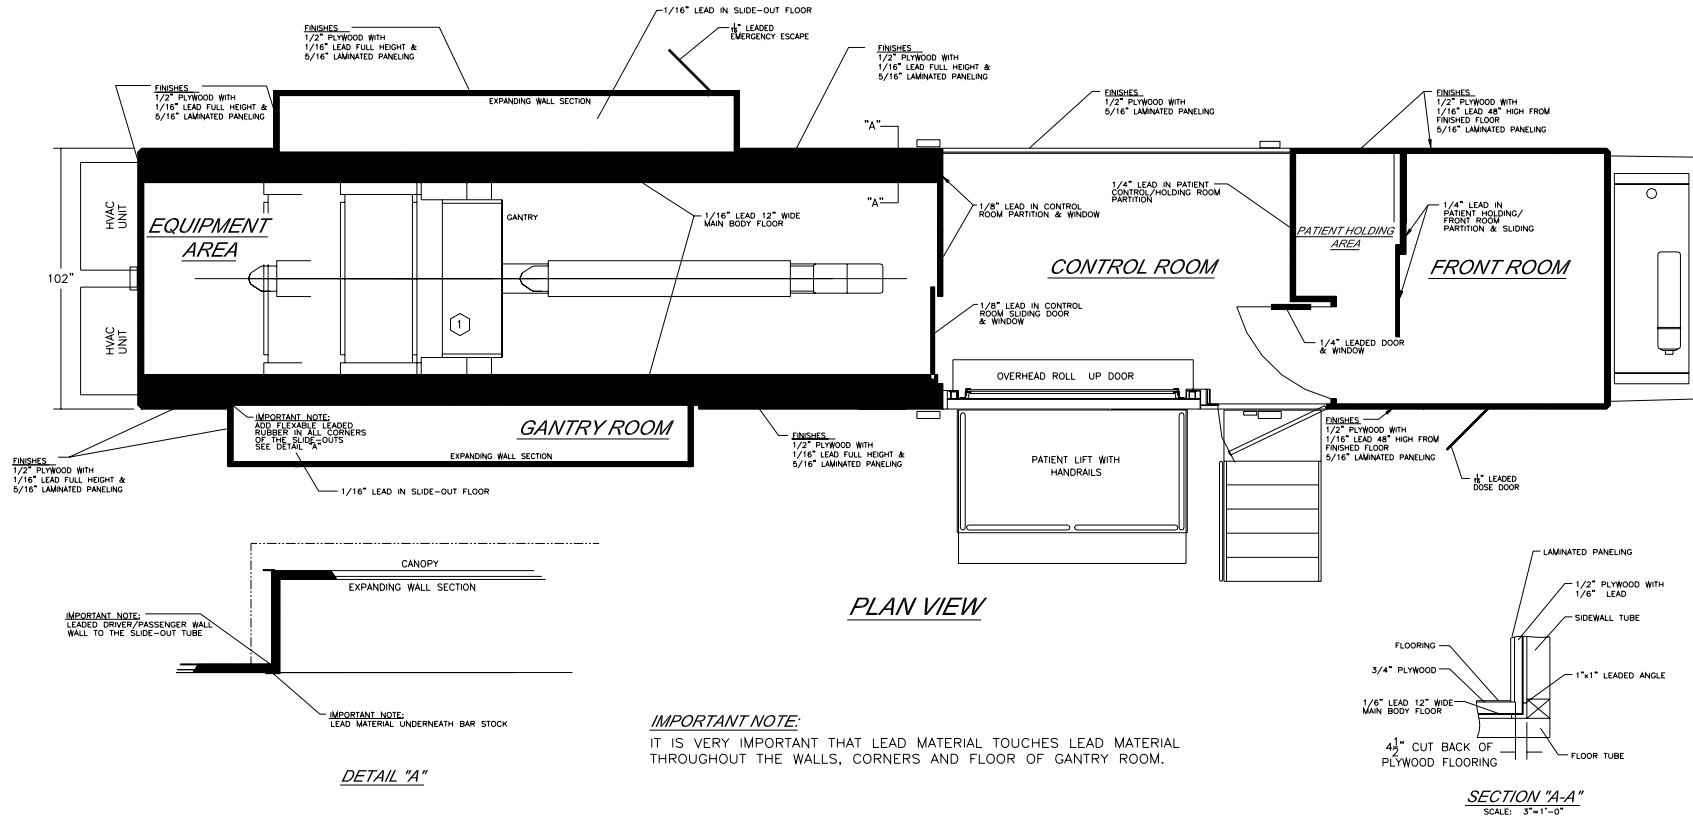 1/16" LEAD IN SLIDE-OUT FLOOR
FINISHES
1/2" PLYWOOD WITH
1/16" LEAD FULL HEIGHT &
5/16" LAMINATED PANELING
LEADED
EMERGENCY ESCAPE
FINISHES
1/2" PLYWOOD WITH
1/16" LEAD FULL HEIGHT &
5/16" LAMINATED PANELING
FINISHES
1/2" PLYWOOD WITH
1/16" LEAD FULL HEIGHT &
5/16" LAMINATED PANELING
EXPANDING WALL SECTION
FINISHES
1/2" PLYWOOD WITH
5/16" LAMINATED PANELING
FINISHES
1/2" PLYWOOD WITH
1/16" LEAD 48" HIGH FROM
FINISHED FLOOR
5/16" LAMINATED PANELING
"A"
"A"
HVAC
UNIT
EQUIPMENT
AREA
GANTRY
1/16" LEAD 12" WIDE
MAIN BODY FLOOR
1/8" LEAD IN CONTROL
ROOM PARTITION & WINDOW
1/4" LEAD IN PATIENT
CONTROL/HOLDING ROOM
PARTITION
PATIENT HOLDING
AREA
1/4" LEAD IN
PATIENT HOLDING/
FRONT ROOM
PARTITION & SLIDING
102"
CONTROL ROOM
FRONT ROOM
1
HVAC
UNIT
1/8" LEAD IN CONTROL
ROOM SLIDING DOOR
& WINDOW
1/4" LEADED DOOR
& WINDOW
OVERHEAD ROLL UP DOOR
IMPORTANT NOTE:
ADD FLEXABLE LEADED
RUBBER IN ALL CORNERS
OF THE SLIDE-OUTS
SEE DETAIL "A"
GANTRY ROOM
EXPANDING WALL SECTION
FINISHES
1/2" PLYWOOD WITH
1/16" LEAD FULL HEIGHT &
5/16" LAMINATED PANELING
FINISHES
1/2" PLYWOOD WITH
1/16" LEAD FULL HEIGHT &
5/16" LAMINATED PANELING
1/16" LEAD IN SLIDE-OUT FLOOR
PATIENT LIFT WITH
HANDRAILS
FINISHES
1/2" PLYWOOD WITH
1/16" LEAD 48" HIGH FROM
FINISHED FLOOR
5/16" LAMINATED PANELING
LEADED
DOSE DOOR
CANOPY
EXPANDING WALL SECTION
IMPORTANT NOTE:
LEADED DRIVER/PASSENGER WALL
WALL TO THE SLIDE-OUT TUBE
IMPORTANT NOTE:
LEAD MATERIAL UNDERNEATH BAR STOCK
DETAIL "A"
PLAN VIEW
IMPORTANT NOTE:
IT IS VERY IMPORTANT THAT LEAD MATERIAL TOUCHES LEAD MATERIAL
THROUGHOUT THE WALLS, CORNERS AND FLOOR OF GANTRY ROOM.
LAMINATED PANELING
1/2" PLYWOOD WITH
1/6" LEAD
SIDEWALL TUBE
FLOORING
3/4" PLYWOOD
1"x1" LEADED ANGLE
1/6" LEAD 12" WIDE
MAIN BODY FLOOR
4 1/2" CUT BACK OF
PLYWOOD FLOORING
FLOOR TUBE
SECTION "A-A"
SCALE: 3"=1'-0"